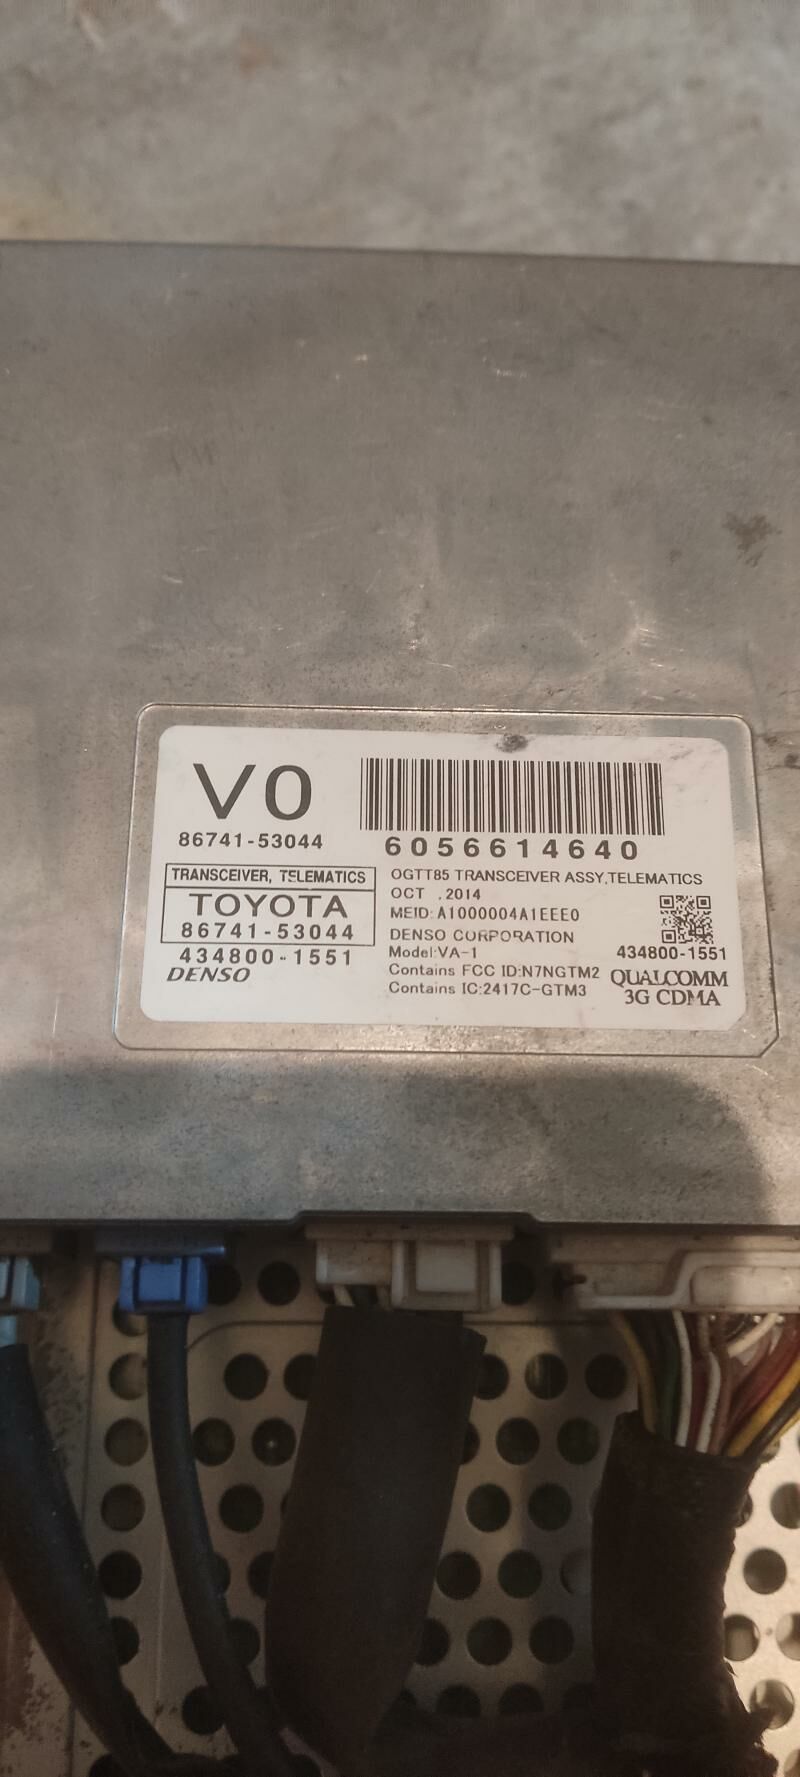 V0
86741-53044
6056614640
TRANSCEIVER, TELEMATICS
TOYOTA
86741-53044
434800-1551
DENSO
OGTT85 TRANSCEIVER ASSY,TELEMATICS
OCT .2014
MEID:A1000004A1EEE0
DENSO CORPORATION
Model:VA-1
Contains FCC ID:N7NGTM2
Contains IC:2417C-GTM3
434800-1551
QUALCOMM
3G CDMA